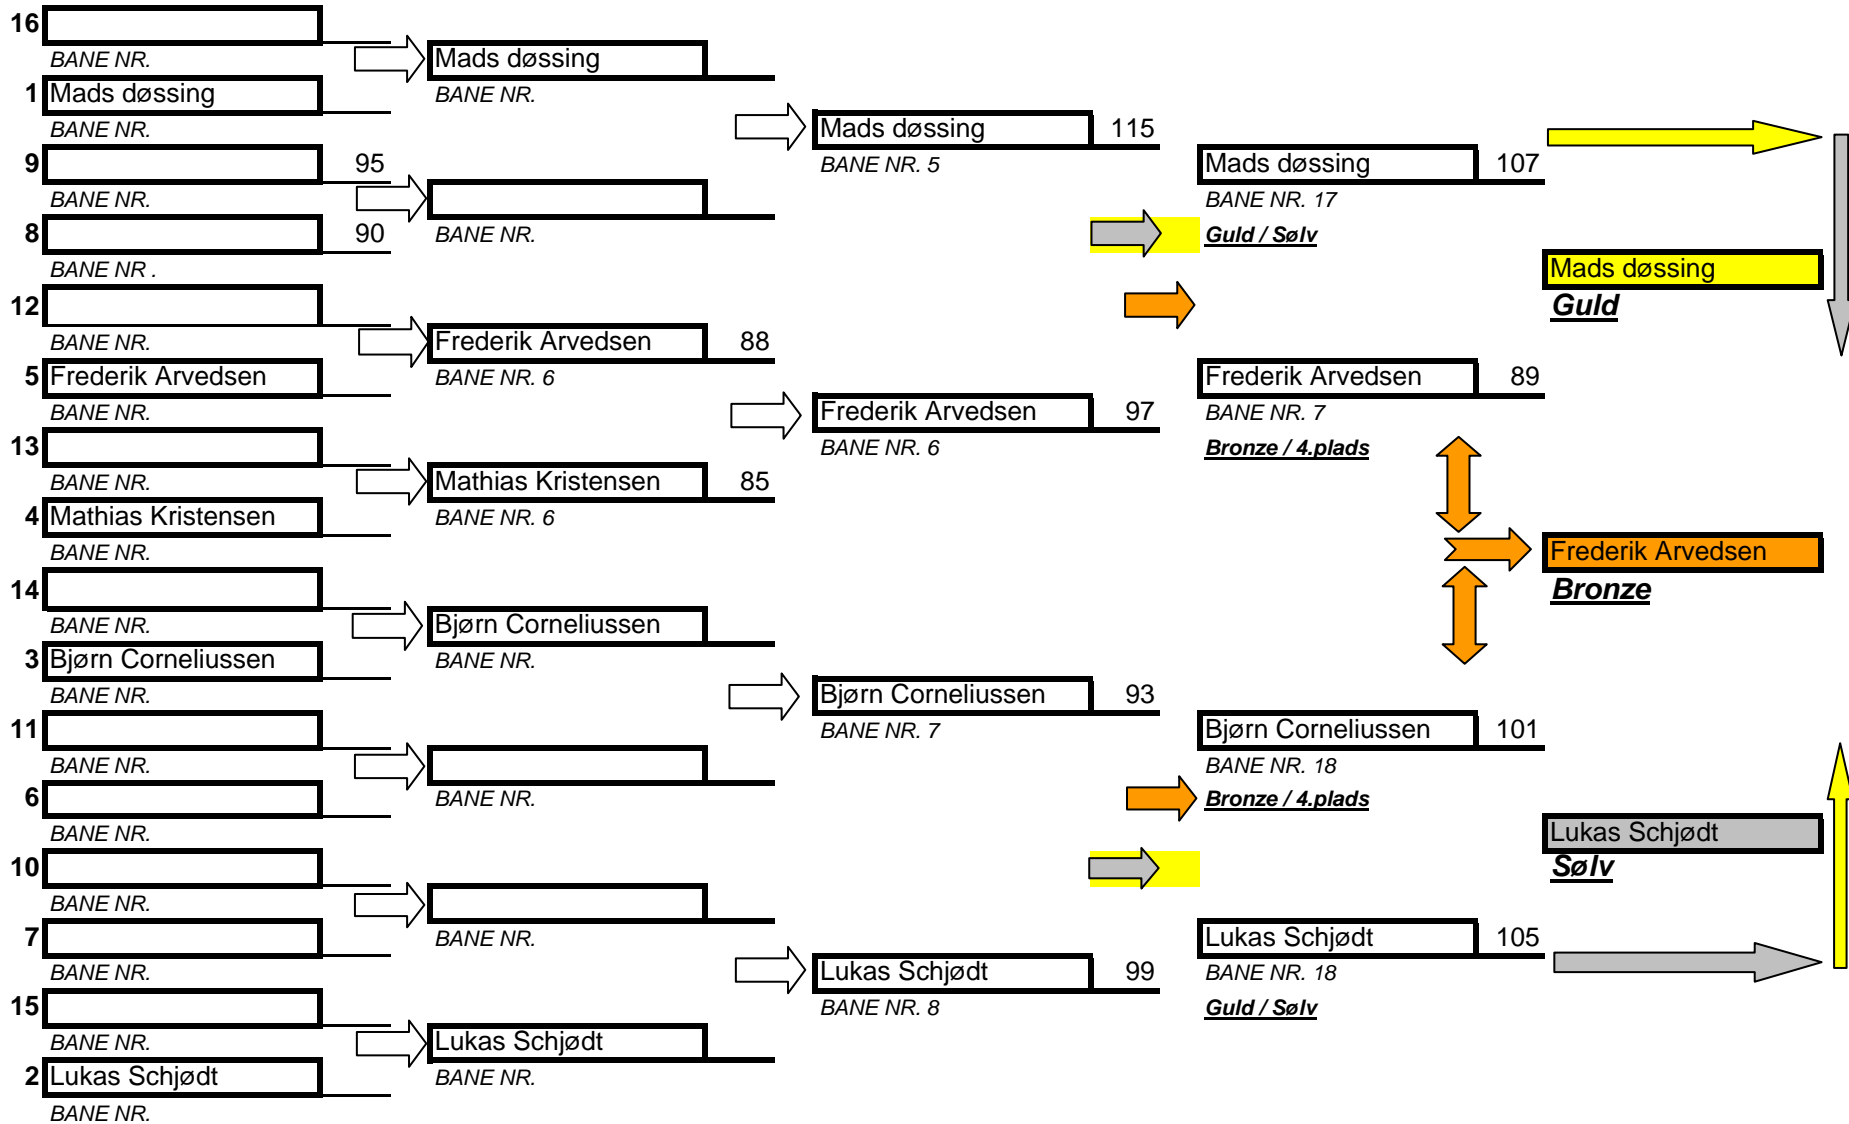 16
BANE NR.
1 Mads døssing
BANE NR.
9 95
BANE NR.
8 90
BANE NR .
12
BANE NR.
5 Frederik Arvedsen
BANE NR.
13
BANE NR.
4 Mathias Kristensen
BANE NR.
14
BANE NR.
3 Bjørn Corneliussen
BANE NR.
11
BANE NR.
6
BANE NR.
10
BANE NR.
7
BANE NR.
15
BANE NR.
2 Lukas Schjødt
BANE NR.
Mads døssing
BANE NR.
BANE NR.
Frederik Arvedsen 88
BANE NR. 6
Mathias Kristensen 85
BANE NR. 6
Bjørn Corneliussen
BANE NR.
BANE NR.
BANE NR.
Lukas Schjødt
BANE NR.
Mads døssing 115
BANE NR. 5
Frederik Arvedsen 97
BANE NR. 6
Bjørn Corneliussen 93
BANE NR. 7
Lukas Schjødt 99
BANE NR. 8
Mads døssing 107
BANE NR. 17
Guld / Sølv
Frederik Arvedsen 89
BANE NR. 7
Bronze / 4.plads
Bjørn Corneliussen 101
BANE NR. 18
Bronze / 4.plads
Lukas Schjødt 105
BANE NR. 18
Guld / Sølv
Mads døssing
Guld
Frederik Arvedsen
Bronze
Lukas Schjødt
Sølv